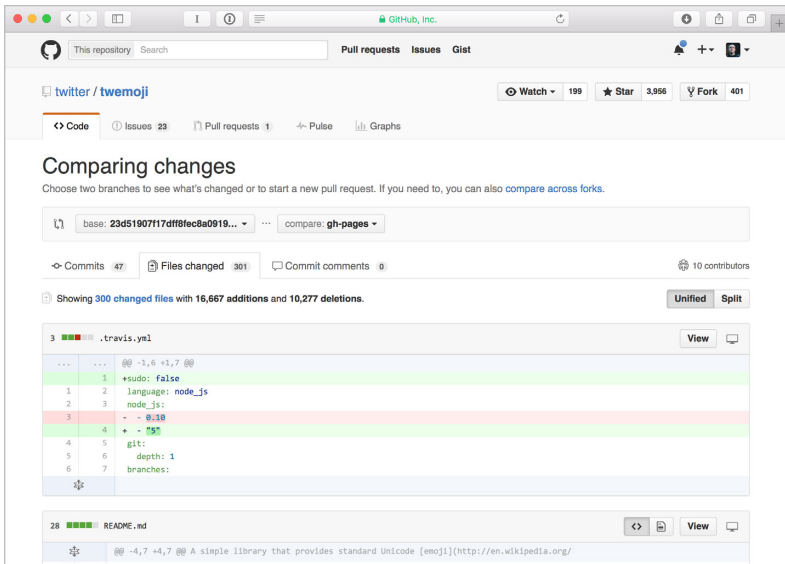 GitHub, Inc.
This repository Search Pull requests Issues Gist
twitter / twemoji Watch 199 Star 3,956 Fork 401
Code Issues 23 Pull requests 1 Pulse Graphs
Comparing changes
Choose two branches to see what's changed or to start a new pull request. If you need to, you can also compare across forks.
base: 23d51907f17dff8fec8a0919... ... compare: gh-pages
Commits 47 Files changed 301 Commit comments 0 10 contributors
Showing 300 changed files with 16,667 additions and 10,277 deletions. Unified Split
3 .travis.yml View
... ... @@ -1,6 +1,7 @@
1 +sudo: false
1 2 language: node_js
2 3 node_js:
3 - - 0.10
4 + - "5"
4 5 git:
5 6 depth: 1
6 7 branches:
28 README.md <> View
@@ -4,7 +4,7 @@ A simple library that provides standard Unicode [emoji](http://en.wikipedia.org/